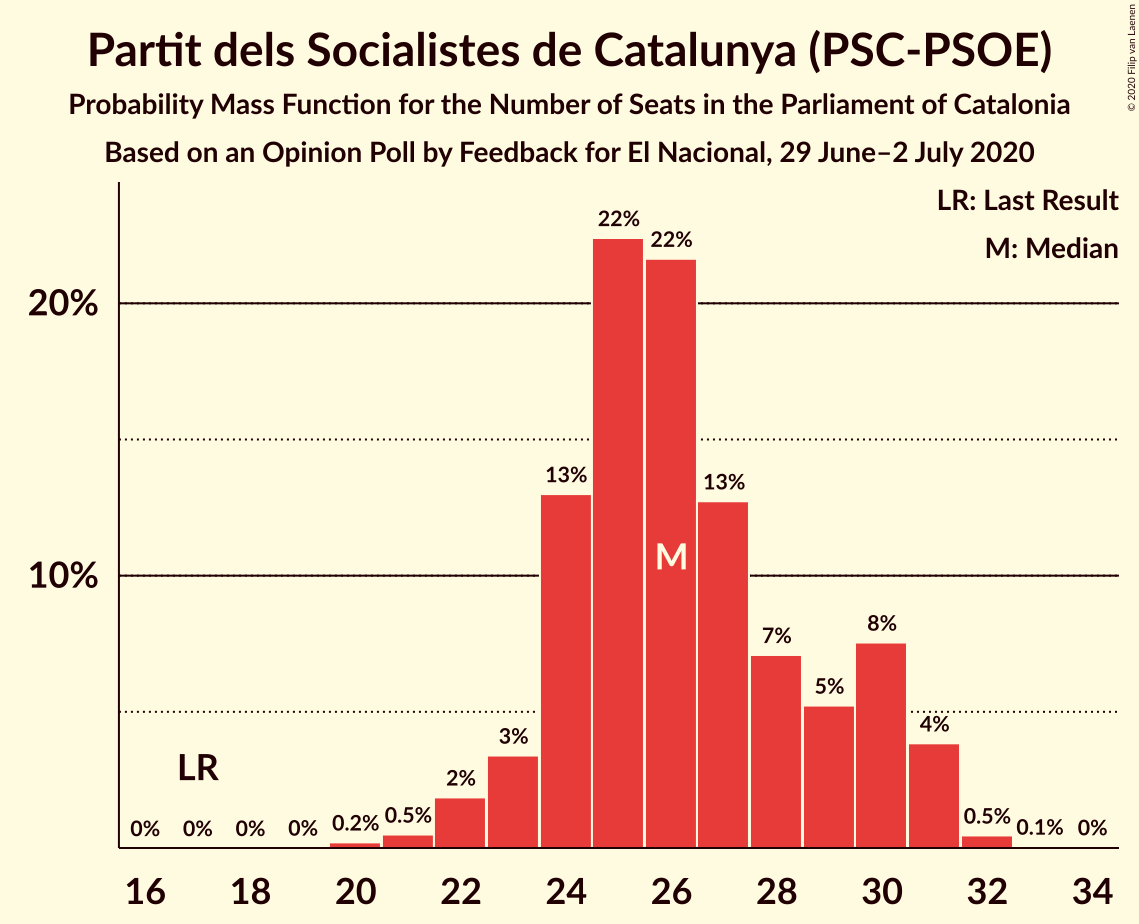 Partit dels Socialistes de Catalunya (PSC-PSOE)
Probability Mass Function for the Number of Seats in the Parliament of Catalonia
Based on an Opinion Poll by Feedback for El Nacional, 29 June–2 July 2020
© 2020 Filip van Laenen
LR: Last Result
M: Median
20%
10%
0% 0% 0% 0% 0.2% 0.5% 2% 3% 13% 22% 22% 13% 7% 5% 8% 4% 0.5% 0.1% 0%
LR
M
16 18 20 22 24 26 28 30 32 34